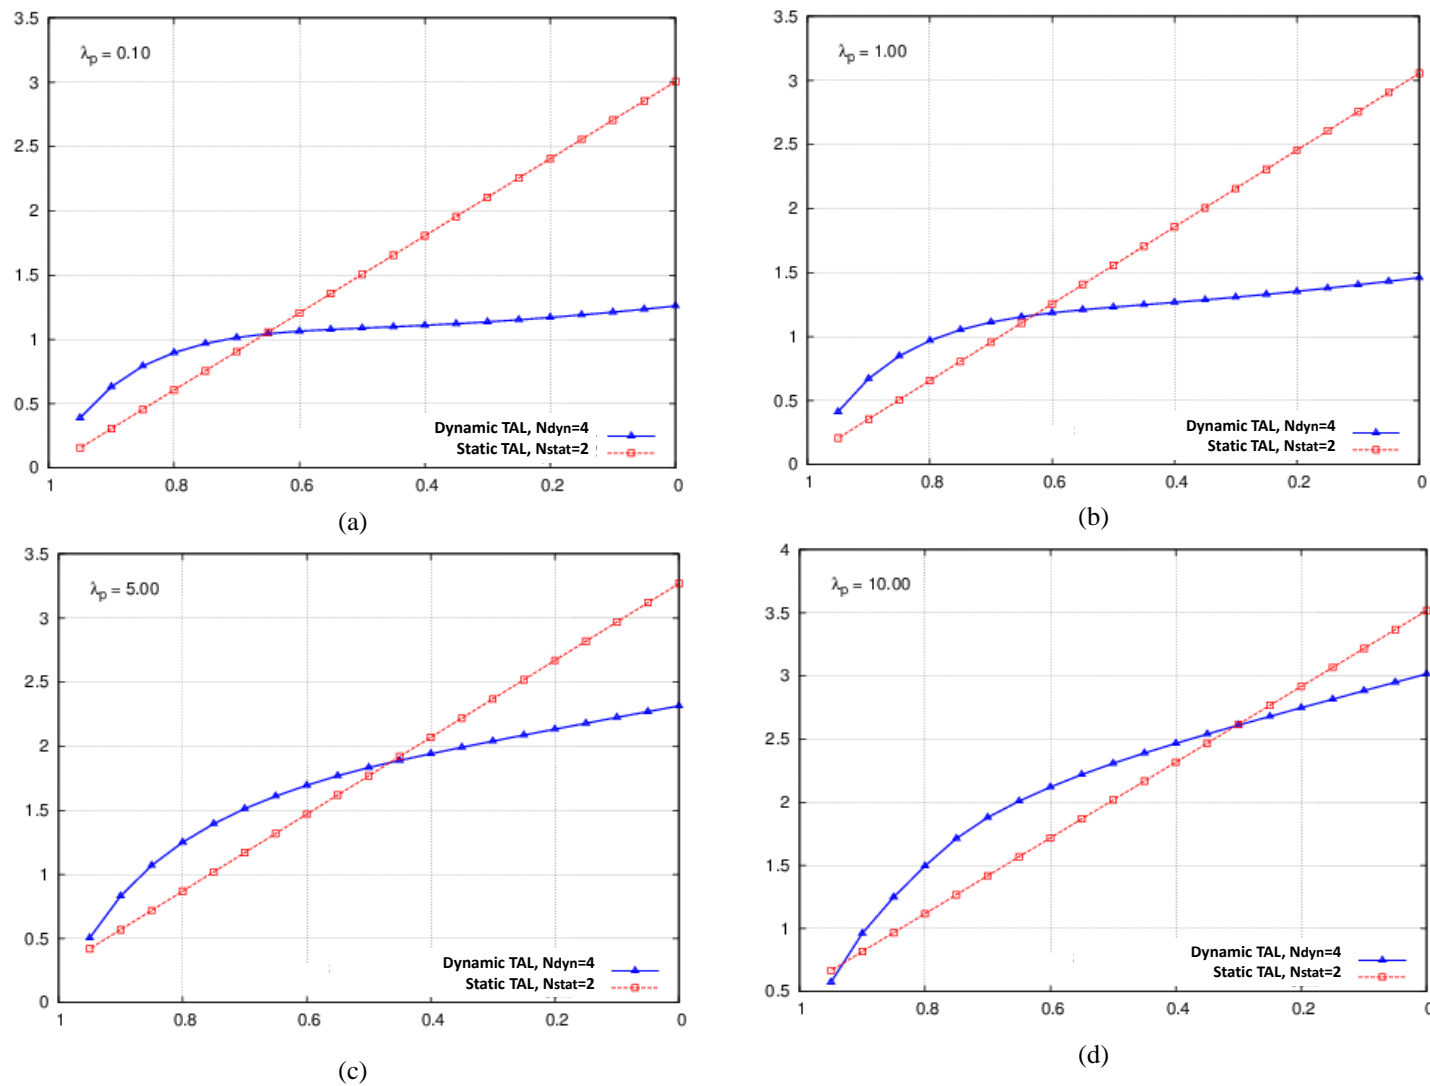 3.5
λp = 0.10
3
2.5
2
1.5
1
0.5
Dynamic TAL, Ndyn=4
Static TAL, Nstat=2
0
1 0.8 0.6 0.4 0.2 0
(a)
3.5
λp = 1.00
3
2.5
2
1.5
1
0.5
Dynamic TAL, Ndyn=4
Static TAL, Nstat=2
0
1 0.8 0.6 0.4 0.2 0
(b)
3.5
λp = 5.00
3
2.5
2
1.5
1
0.5
Dynamic TAL, Ndyn=4
Static TAL, Nstat=2
0
1 0.8 0.6 0.4 0.2 0
(c)
4
λp = 10.00
3.5
3
2.5
2
1.5
1
Dynamic TAL, Ndyn=4
Static TAL, Nstat=2
0.5
1 0.8 0.6 0.4 0.2 0
(d)